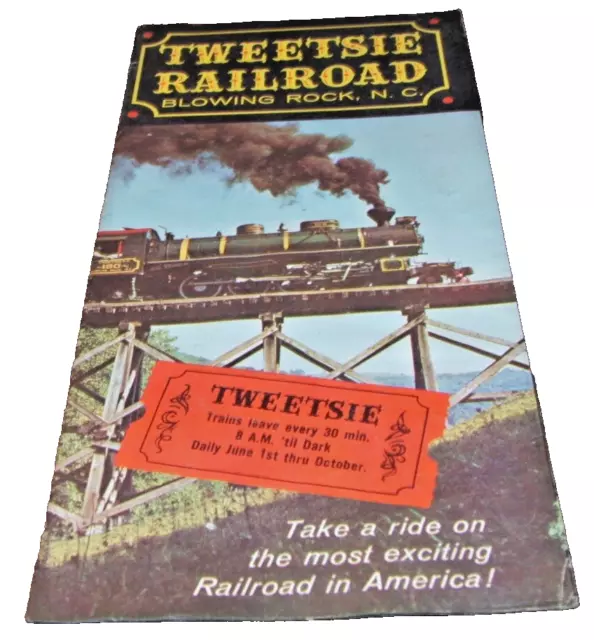 TWEETSIE
RAILROAD
BLOWING ROCK, N. C.
TWEETSIE
Trains leave every 30 min.
8 A.M. 'til Dark
Daily June 1st thru October.
Take a ride on
the most exciting
Railroad in America!